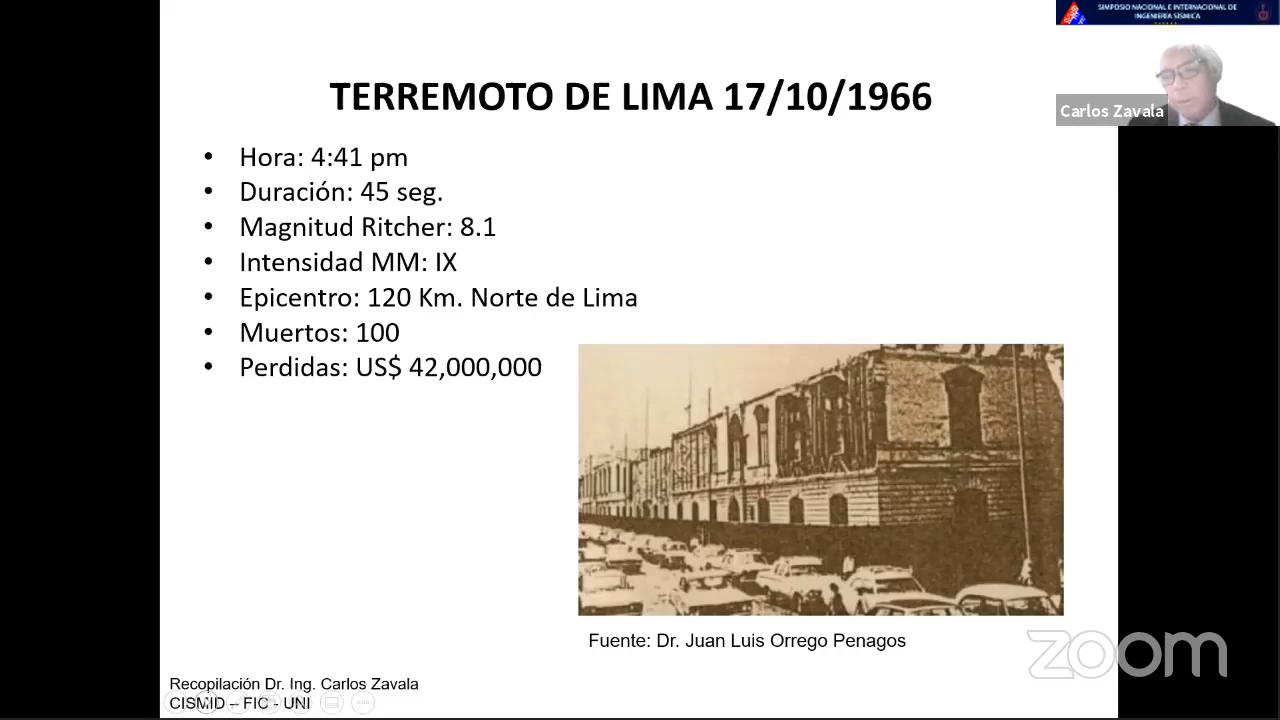 SIMPOSIO NACIONAL E INTERNACIONAL DE
INGENIERÍA SÍSMICA
Carlos Zavala
TERREMOTO DE LIMA 17/10/1966
• Hora: 4:41 pm
• Duración: 45 seg.
• Magnitud Ritcher: 8.1
• Intensidad MM: IX
• Epicentro: 120 Km. Norte de Lima
• Muertos: 100
• Perdidas: US$ 42,000,000
Fuente: Dr. Juan Luis Orrego Penagos
zoom
Recopilación Dr. Ing. Carlos Zavala
CISMID – FIC - UNI